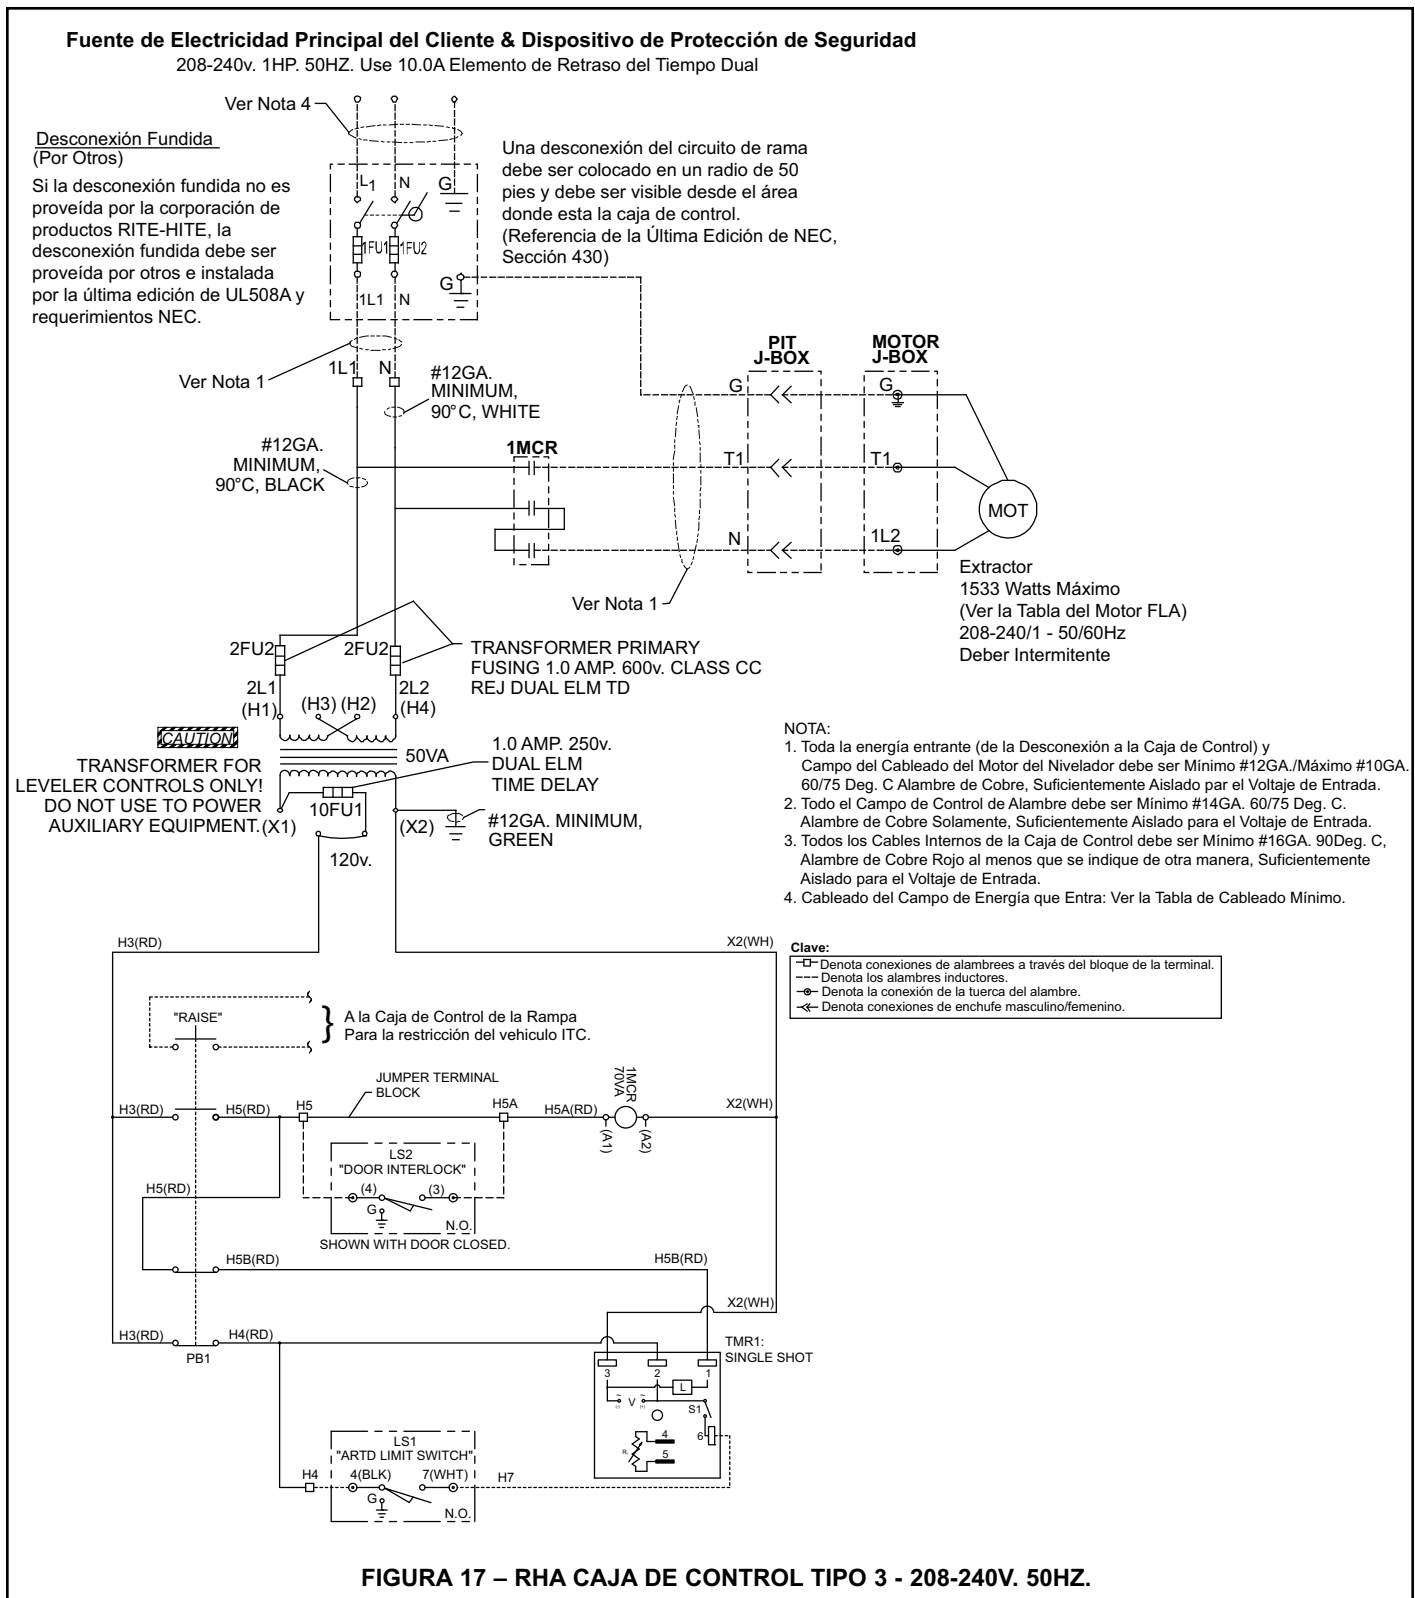 Fuente de Electricidad Principal del Cliente & Dispositivo de Protección de Seguridad
208-240v. 1HP. 50HZ. Use 10.0A Elemento de Retraso del Tiempo Dual
Ver Nota 4
Desconexión Fundida
(Por Otros)
Si la desconexión fundida no es
proveída por la corporación de
productos RITE-HITE, la
desconexión fundida debe ser
proveída por otros e instalada
por la última edición de UL508A y
requerimientos NEC.
Una desconexión del circuito de rama
debe ser colocado en un radio de 50
pies y debe ser visible desde el área
donde esta la caja de control.
(Referencia de la Última Edición de NEC,
Sección 430)
L1 N G
1FU1 1FU2
G
1L1 N
Ver Nota 1
1L1 N
#12GA.
MINIMUM,
90°C, WHITE
#12GA.
MINIMUM,
90°C, BLACK
1MCR
PIT
J-BOX
MOTOR
J-BOX
G G
T1 T1
N 1L2
MOT
Ver Nota 1
Extractor
1533 Watts Máximo
(Ver la Tabla del Motor FLA)
208-240/1 - 50/60Hz
Deber Intermitente
2FU2 2FU2
TRANSFORMER PRIMARY
FUSING 1.0 AMP. 600v. CLASS CC
REJ DUAL ELM TD
2L1 2L2
(H1) (H3) (H2) (H4)
CAUTION
TRANSFORMER FOR
LEVELER CONTROLS ONLY!
DO NOT USE TO POWER
AUXILIARY EQUIPMENT.
50VA
1.0 AMP. 250v.
DUAL ELM
TIME DELAY
10FU1
(X1) (X2)
#12GA. MINIMUM,
GREEN
120v.
NOTA:
1. Toda la energía entrante (de la Desconexión a la Caja de Control) y
Campo del Cableado del Motor del Nivelador debe ser Mínimo #12GA./Máximo #10GA.
60/75 Deg. C Alambre de Cobre, Suficientemente Aislado par el Voltaje de Entrada.
2. Todo el Campo de Control de Alambre debe ser Mínimo #14GA. 60/75 Deg. C.
Alambre de Cobre Solamente, Suficientemente Aislado para el Voltaje de Entrada.
3. Todos los Cables Internos de la Caja de Control debe ser Mínimo #16GA. 90Deg. C,
Alambre de Cobre Rojo al menos que se indique de otra manera, Suficientemente
Aislado para el Voltaje de Entrada.
4. Cableado del Campo de Energía que Entra: Ver la Tabla de Cableado Mínimo.
Clave:
Denota conexiones de alambrees a través del bloque de la terminal.
Denota los alambres inductores.
Denota la conexión de la tuerca del alambre.
Denota conexiones de enchufe masculino/femenino.
H3(RD) X2(WH)
"RAISE"
A la Caja de Control de la Rampa
Para la restricción del vehiculo ITC.
JUMPER TERMINAL
BLOCK
1MCR
70VA
H3(RD) H5(RD) H5 H5A H5A(RD) X2(WH)
(A1) (A2)
LS2
"DOOR INTERLOCK"
(4) (3)
G
N.O.
SHOWN WITH DOOR CLOSED.
H5(RD)
H5B(RD) H5B(RD)
X2(WH)
H3(RD) H4(RD)
PB1
TMR1:
SINGLE SHOT
3 2 1
L
V
S1
4
5
6
LS1
"ARTD LIMIT SWITCH"
H4 4(BLK) 7(WHT) H7
G
N.O.
FIGURA 17 – RHA CAJA DE CONTROL TIPO 3 - 208-240V. 50HZ.